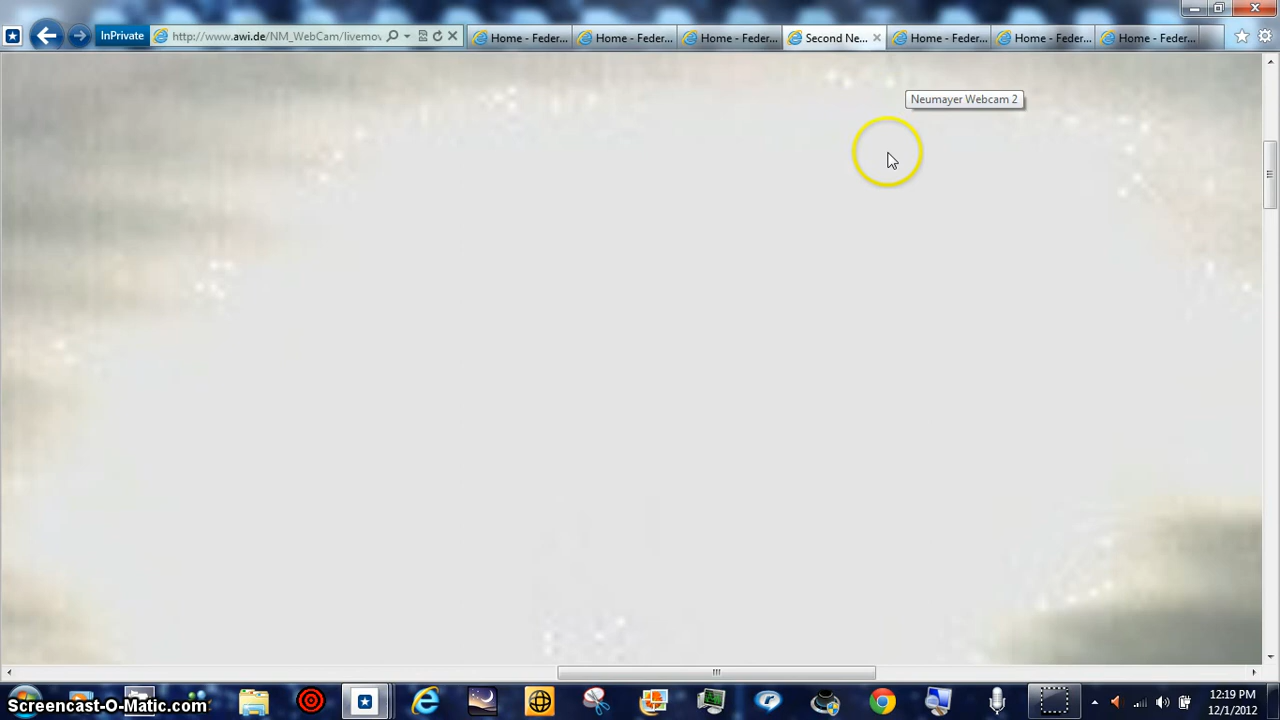 InPrivate
http://www.awi.de/NM_WebCam/livemov
Home - Feder...
Home - Feder...
Home - Feder...
Second Ne...
Home - Feder...
Home - Feder...
Home - Feder...
Neumayer Webcam 2
Screencast-O-Matic.com
12:19 PM
12/1/2012